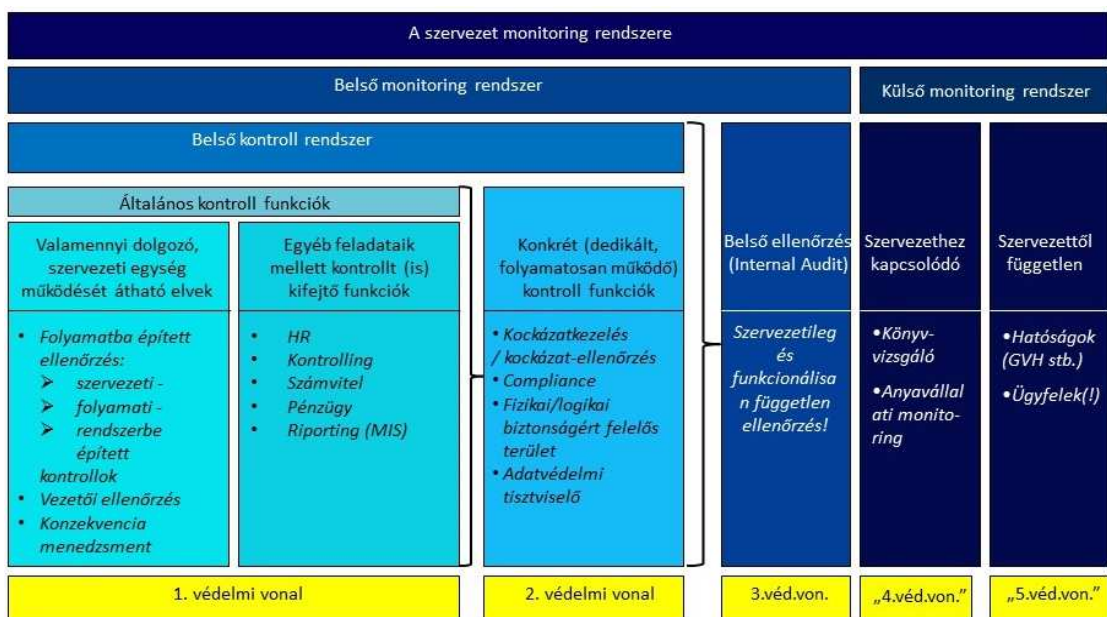 A szervezet monitoring rendszere
Belső monitoring rendszer
Külső monitoring rendszer
Belső kontroll rendszer
Általános kontroll funkciók
Valamennyi dolgozó,
szervezeti egység
működését átható elvek
• Folyamatba épített
ellenőrzés:
➢ szervezeti -
➢ folyamati -
➢ rendszerbe
épített
kontrollok
• Vezetői ellenőrzés
• Konzekvencia
menedzsment
Egyéb feladataik
mellett kontrollt (is)
kifejtő funkciók
• HR
• Kontrolling
• Számvitel
• Pénzügy
• Riporting (MIS)
Konkrét (dedikált,
folyamatosan működő)
kontroll funkciók
• Kockázatkezelés
/ kockázat-ellenőrzés
• Compliance
• Fizikai/logikai
biztonságért felelős
terület
• Adatvédelmi
tisztviselő
Belső ellenőrzés
(Internal Audit)
Szervezetileg
és
funkcionálisa
n független
ellenőrzés!
Szervezethez
kapcsolódó
• Könyv-
vizsgáló
• Anyavállal
ati monito-
ring
Szervezettől
független
• Hatóságok
(GVH stb.)
• Ügyfelek(!)
1. védelmi vonal
2. védelmi vonal
3.véd.von.
„4.véd.von.”
„5.véd.von.”